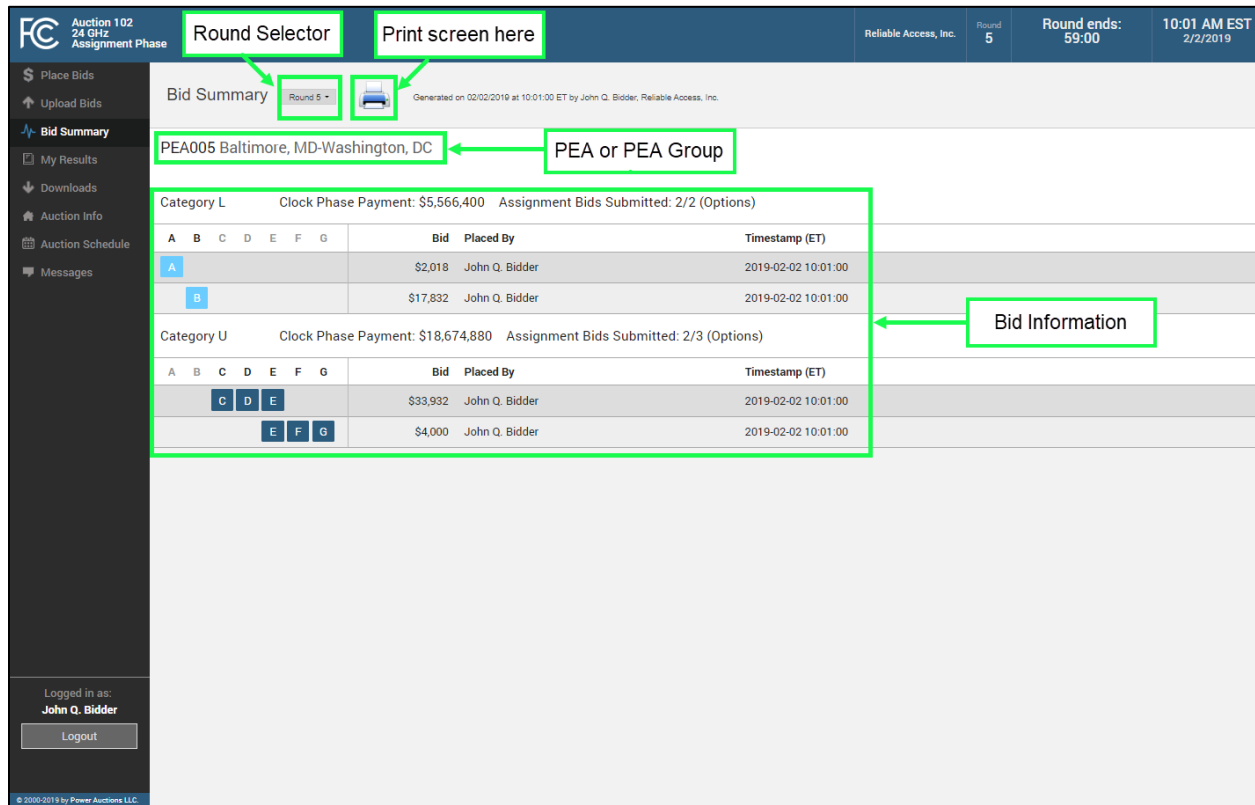 FCC
Auction 102
24 GHz
Assignment Phase
Round Selector
Print screen here
Reliable Access, Inc.
Round
5
Round ends:
59:00
10:01 AM EST
2/2/2019
Place Bids
Upload Bids
Bid Summary
My Results
Downloads
Auction Info
Auction Schedule
Messages
Bid Summary
Round 5
Generated on 02/02/2019 at 10:01:00 ET by John Q. Bidder, Reliable Access, Inc.
PEA005 Baltimore, MD-Washington, DC
PEA or PEA Group
Category L Clock Phase Payment: $5,566,400 Assignment Bids Submitted: 2/2 (Options)
A B C D E F G Bid Placed By Timestamp (ET)
A $2,018 John Q. Bidder 2019-02-02 10:01:00
B $17,832 John Q. Bidder 2019-02-02 10:01:00
Category U Clock Phase Payment: $18,674,880 Assignment Bids Submitted: 2/3 (Options)
A B C D E F G Bid Placed By Timestamp (ET)
C D E $33,932 John Q. Bidder 2019-02-02 10:01:00
E F G $4,000 John Q. Bidder 2019-02-02 10:01:00
Bid Information
Logged in as:
John Q. Bidder
Logout
© 2000-2019 by Power Auctions LLC.